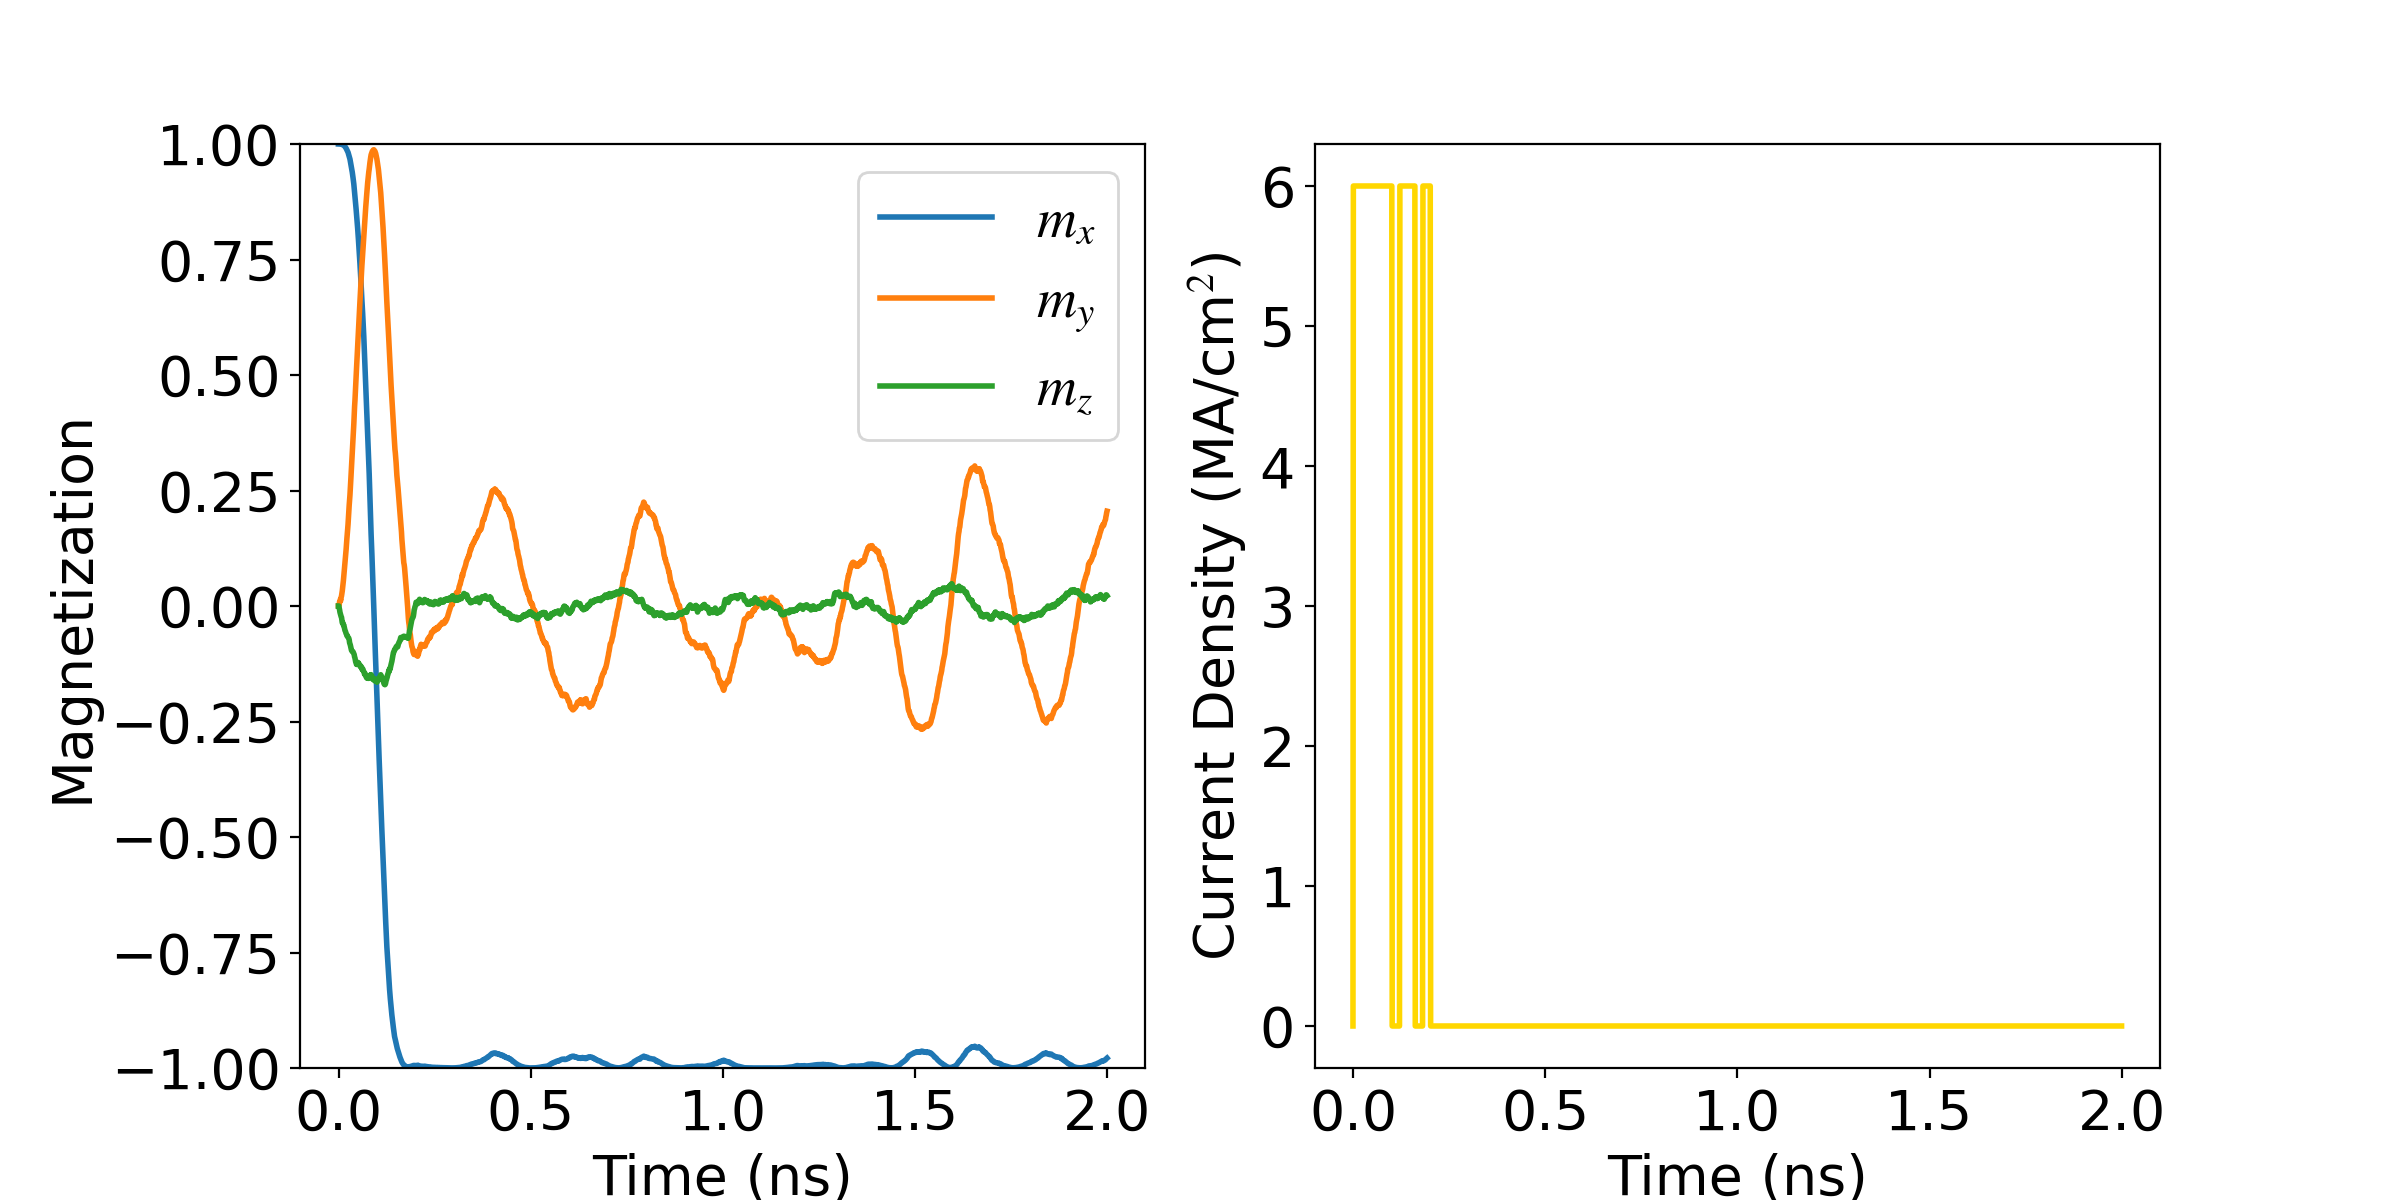 1.00
0.75
0.50
0.25
0.00
−0.25
−0.50
−0.75
−1.00
Magnetization
0.0 0.5 1.0 1.5 2.0
Time (ns)
m_x
m_y
m_z
6
5
4
3
2
1
0
Current Density (MA/cm²)
0.0 0.5 1.0 1.5 2.0
Time (ns)